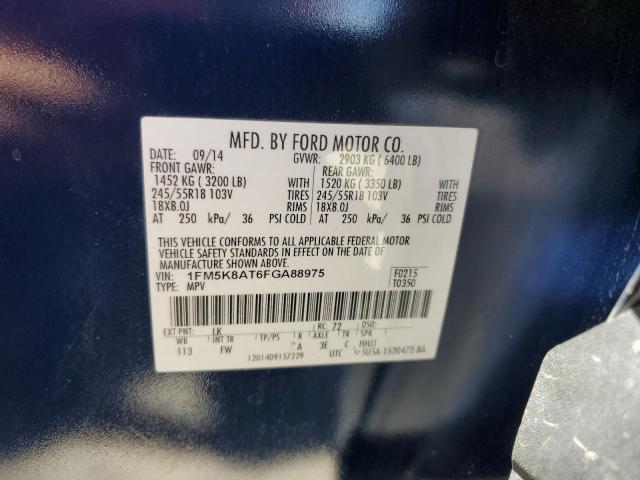 MFD. BY FORD MOTOR CO.
DATE: 09/14 GVWR: 2903 KG ( 6400 LB)
FRONT GAWR: REAR GAWR:
1452 KG ( 3200 LB) WITH 1520 KG ( 3350 LB) WITH
245/55R18 103V TIRES 245/55R18 103V TIRES
18X8.0J RIMS 18X8.0J RIMS
AT 250 kPa/ 36 PSI COLD AT 250 kPa/ 36 PSI COLD
THIS VEHICLE CONFORMS TO ALL APPLICABLE FEDERAL MOTOR
VEHICLE SAFETY STANDARDS IN EFFECT ON THE DATE OF
MANUFACTURE SHOWN ABOVE.
VIN: 1FM5K8AT6FGA88975 F0215
TYPE: MPV T0350
EXT PNT: LK RC: 72 DSO:
WB INT TR TP/PS R AXLE TR SPR
113 FW A 3E C HHJJ
1201409157229 UTC